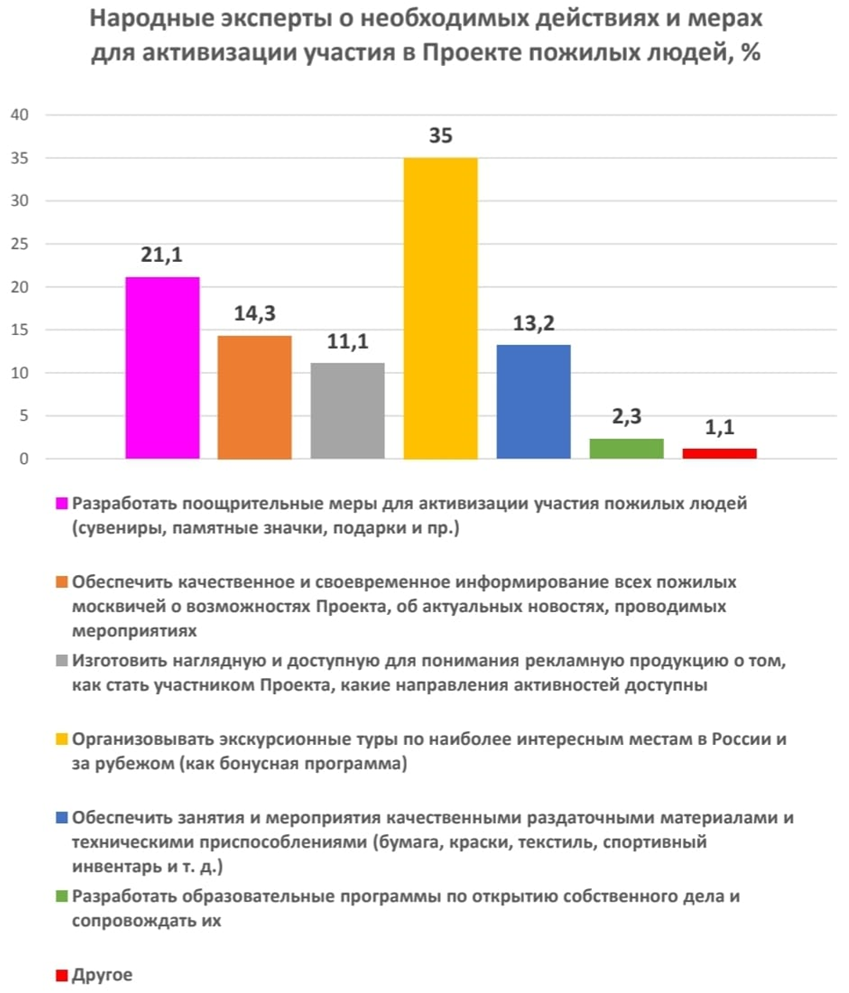 Народные эксперты о необходимых действиях и мерах
для активизации участия в Проекте пожилых людей, %
40
35
30
25
20
15
10
5
0
21,1
14,3
11,1
35
13,2
2,3
1,1
Разработать поощрительные меры для активизации участия пожилых людей
(сувениры, памятные значки, подарки и пр.)
Обеспечить качественное и своевременное информирование всех пожилых
москвичей о возможностях Проекта, об актуальных новостях, проводимых
мероприятиях
Изготовить наглядную и доступную для понимания рекламную продукцию о том,
как стать участником Проекта, какие направления активностей доступны
Организовывать экскурсионные туры по наиболее интересным местам в России и
за рубежом (как бонусная программа)
Обеспечить занятия и мероприятия качественными раздаточными материалами и
техническими приспособлениями (бумага, краски, текстиль, спортивный
инвентарь и т. д.)
Разработать образовательные программы по открытию собственного дела и
сопровождать их
Другое